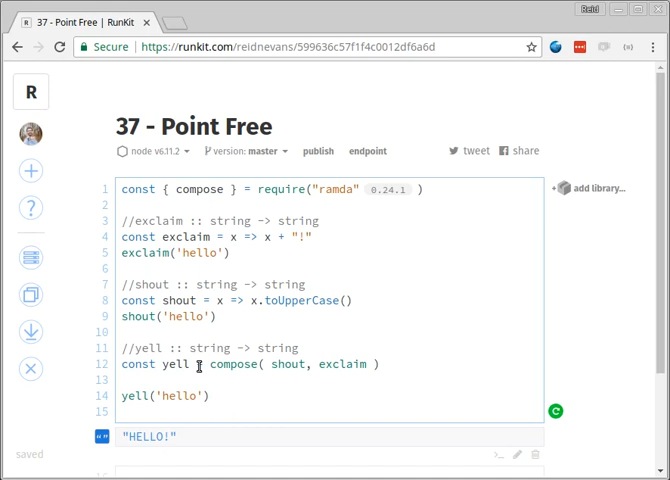 Reid
37 - Point Free | RunKit
Secure https://runkit.com/reidnevans/599636c57f1f4c0012df6a6d
R
37 - Point Free
node v6.11.2 version: master publish endpoint tweet share
1 const { compose } = require("ramda" 0.24.1 )
add library...
2
3 //exclaim :: string -> string
4 const exclaim = x => x + "!"
5 exclaim('hello')
6
7 //shout :: string -> string
8 const shout = x => x.toUpperCase()
9 shout('hello')
10
11 //yell :: string -> string
12 const yell = compose( shout, exclaim )
13
14 yell('hello')
15
"HELLO!"
saved